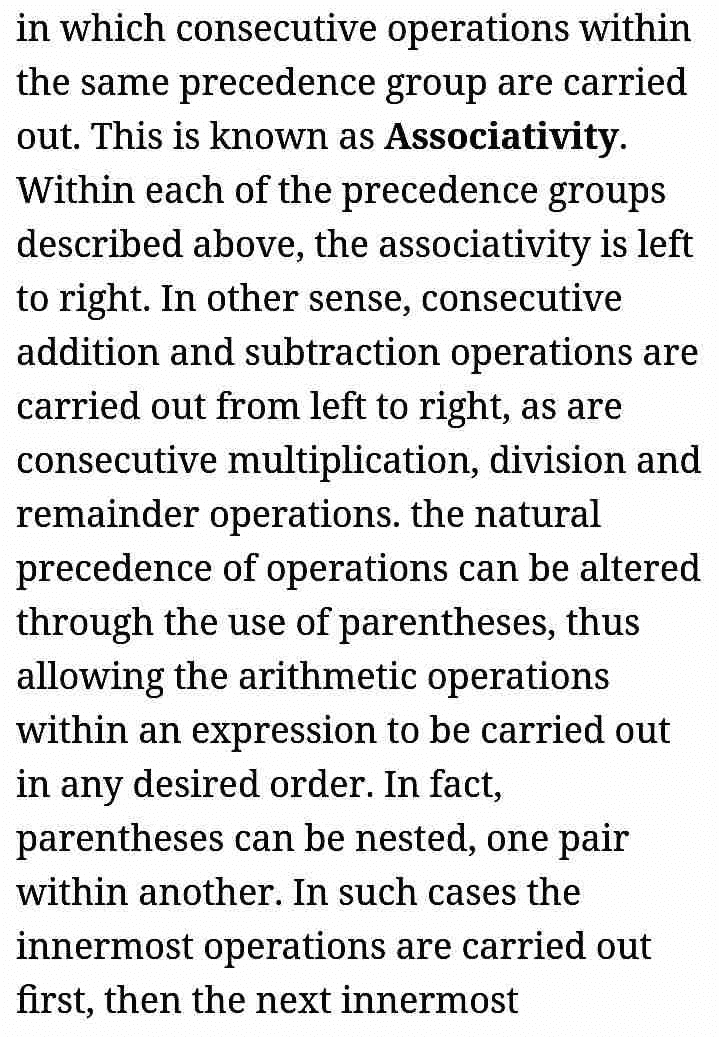 in which consecutive operations within
the same precedence group are carried
out. This is known as Associativity.
Within each of the precedence groups
described above, the associativity is left
to right. In other sense, consecutive
addition and subtraction operations are
carried out from left to right, as are
consecutive multiplication, division and
remainder operations. the natural
precedence of operations can be altered
through the use of parentheses, thus
allowing the arithmetic operations
within an expression to be carried out
in any desired order. In fact,
parentheses can be nested, one pair
within another. In such cases the
innermost operations are carried out
first, then the next innermost